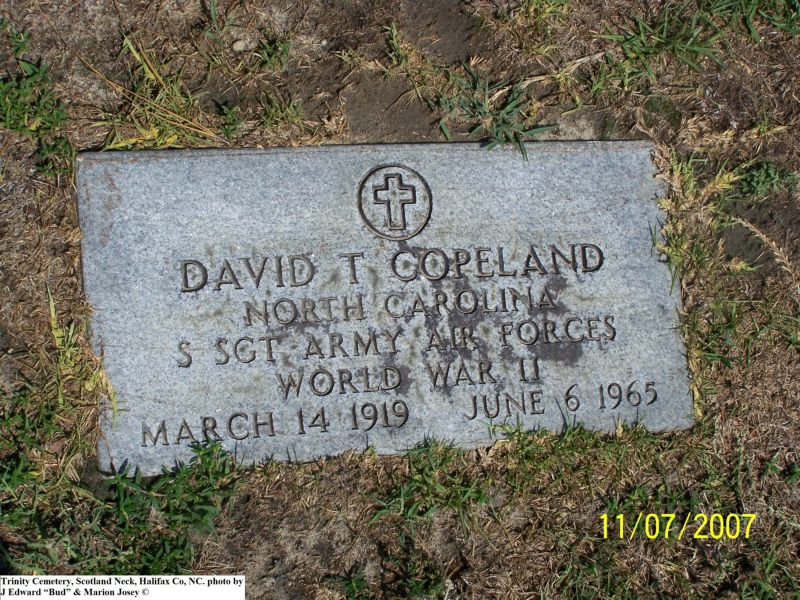 DAVID T COPELAND
NORTH CAROLINA
S SGT ARMY AIR FORCES
WORLD WAR II
MARCH 14 1919 JUNE 6 1965
11/07/2007
Trinity Cemetery, Scotland Neck, Halifax Co, NC. photo by
J Edward “Bud” & Marion Josey ©